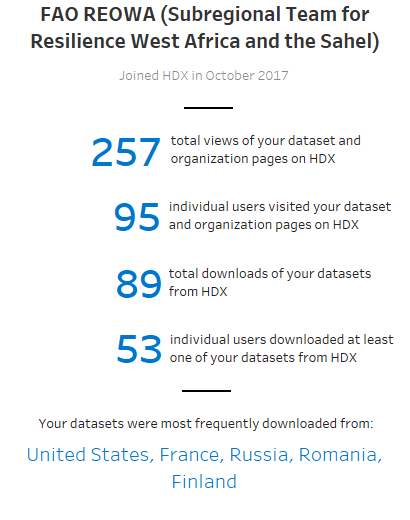 FAO REOWA (Subregional Team for
Resilience West Africa and the Sahel)
Joined HDX in October 2017
257 total views of your dataset and
organization pages on HDX
95 individual users visited your dataset
and organization pages on HDX
89 total downloads of your datasets
from HDX
53 individual users downloaded at least
one of your datasets from HDX
Your datasets were most frequently downloaded from:
United States, France, Russia, Romania,
Finland